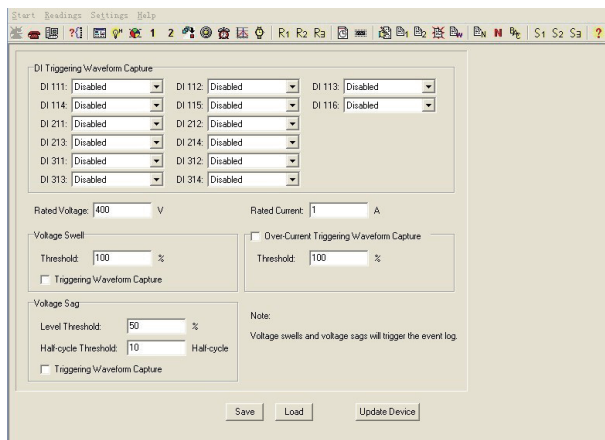 Start Readings Settings Help
1 2 R1 R2 R3 N S1 S2 S3 ?
DI Triggering Waveform Capture
DI 111: Disabled DI 112: Disabled DI 113: Disabled
DI 114: Disabled DI 115: Disabled DI 116: Disabled
DI 211: Disabled DI 212: Disabled
DI 213: Disabled DI 214: Disabled
DI 311: Disabled DI 312: Disabled
DI 313: Disabled DI 314: Disabled
Rated Voltage: 400 V Rated Current: 1 A
Voltage Swell Over-Current Triggering Waveform Capture
Threshold: 100 % Threshold: 100 %
Triggering Waveform Capture
Voltage Sag
Note:
Level Threshold: 50 %
Voltage swells and voltage sags will trigger the event log.
Half-cycle Threshold: 10 Half-cycle
Triggering Waveform Capture
Save Load Update Device